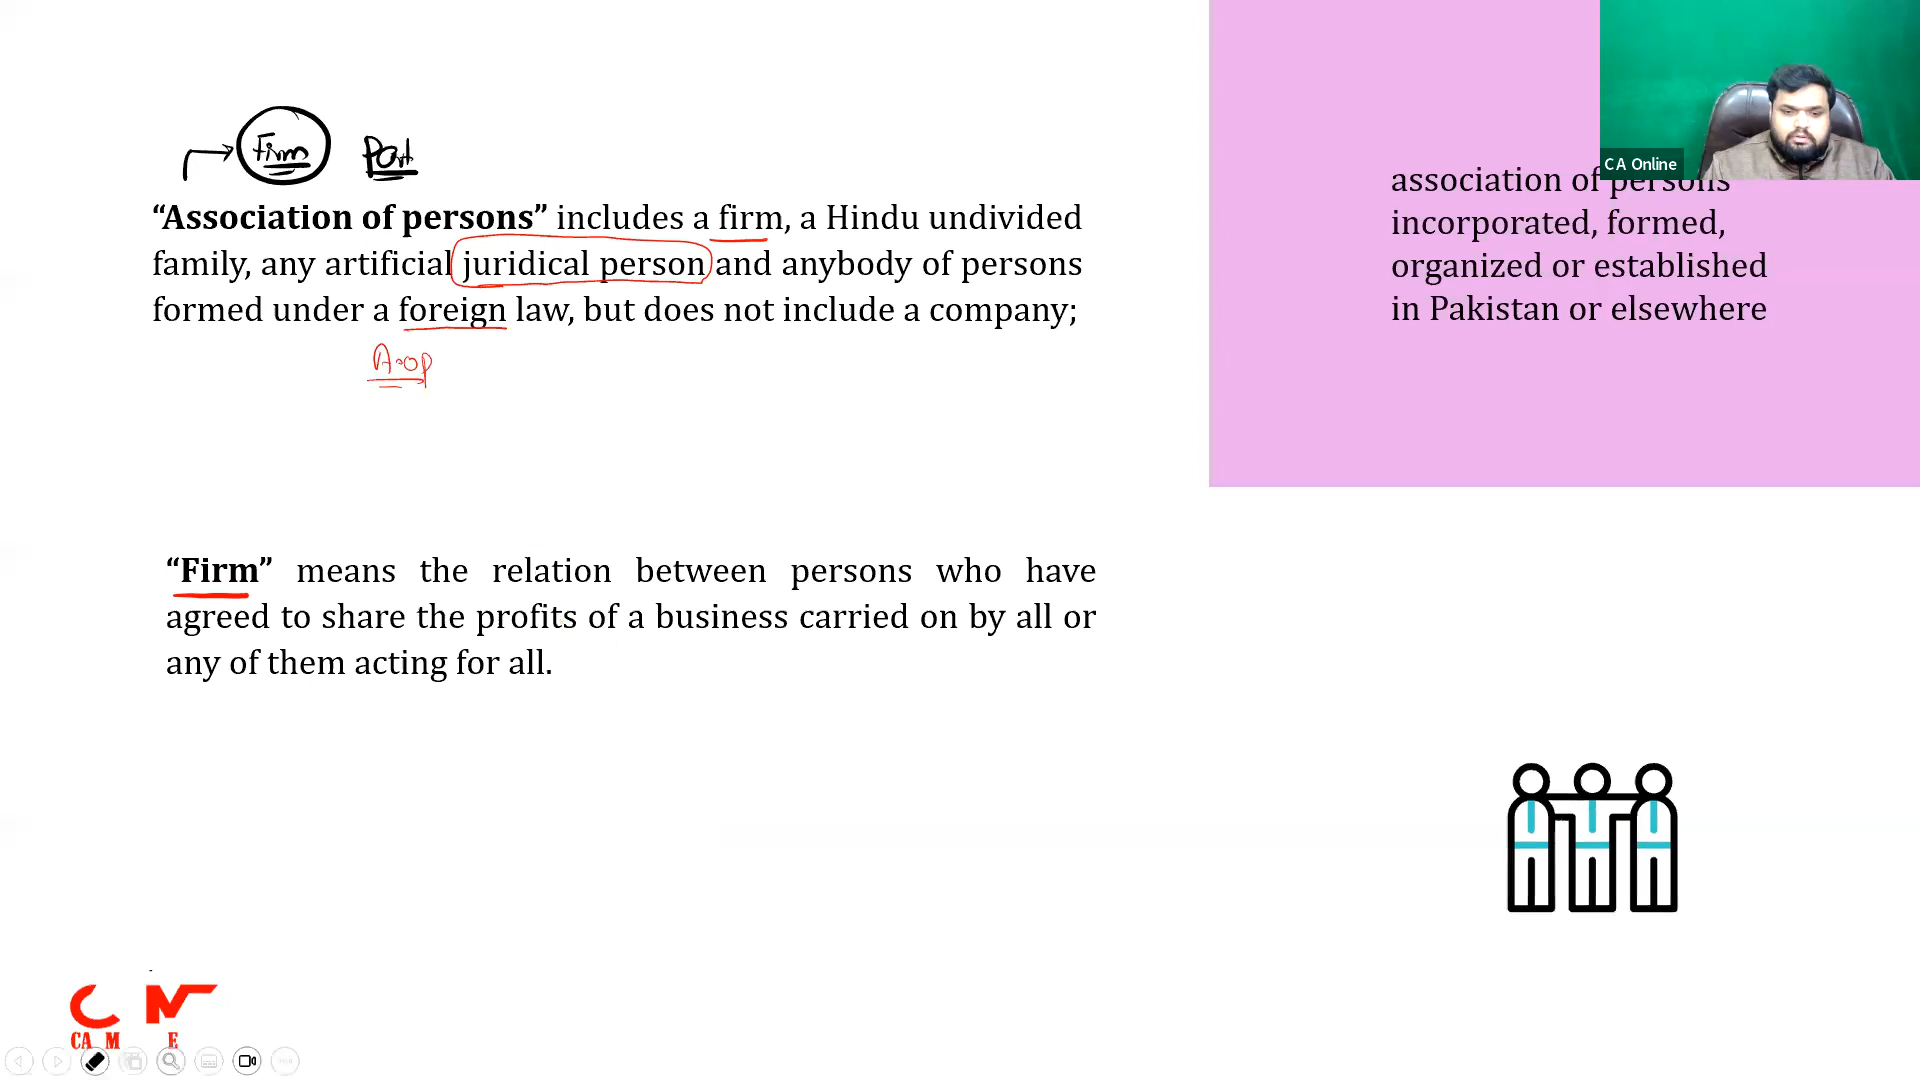 Firm Part
“Association of persons” includes a firm, a Hindu undivided
family, any artificial juridical person and anybody of persons
formed under a foreign law, but does not include a company;
A.op
“Firm” means the relation between persons who have
agreed to share the profits of a business carried on by all or
any of them acting for all.
C A Online
association of persons
incorporated, formed,
organized or established
in Pakistan or elsewhere
CA M E